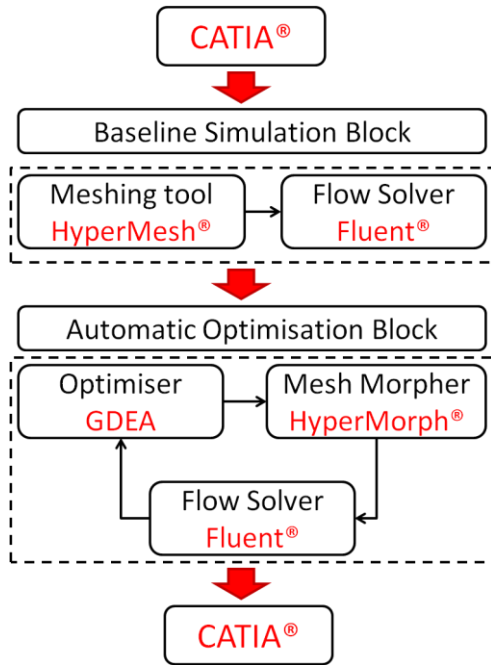 CATIA®
Baseline Simulation Block
Meshing tool
HyperMesh®
Flow Solver
Fluent®
Automatic Optimisation Block
Optimiser
GDEA
Mesh Morpher
HyperMorph®
Flow Solver
Fluent®
CATIA®